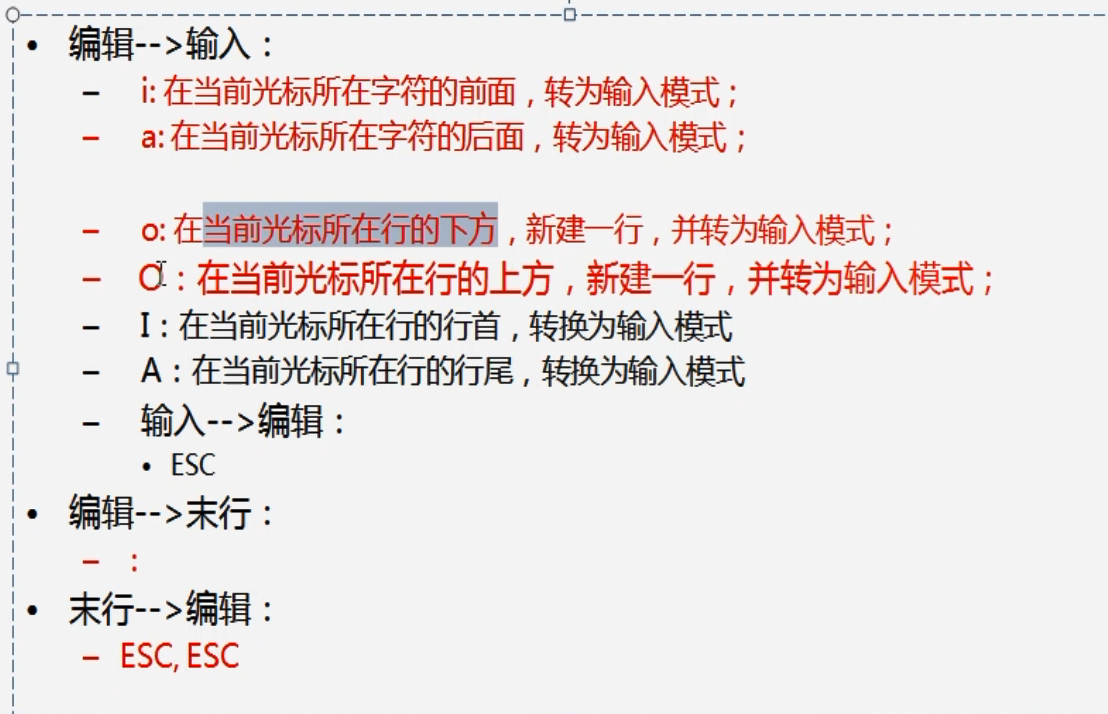 • 编辑-->输入：
– i: 在当前光标所在字符的前面，转为输入模式；
– a: 在当前光标所在字符的后面，转为输入模式；
– o: 在当前光标所在行的下方，新建一行，并转为输入模式；
– O：在当前光标所在行的上方，新建一行，并转为输入模式；
– I：在当前光标所在行的行首，转换为输入模式
– A：在当前光标所在行的行尾，转换为输入模式
– 输入-->编辑：
• ESC
• 编辑-->末行：
– ：
• 末行-->编辑：
– ESC, ESC